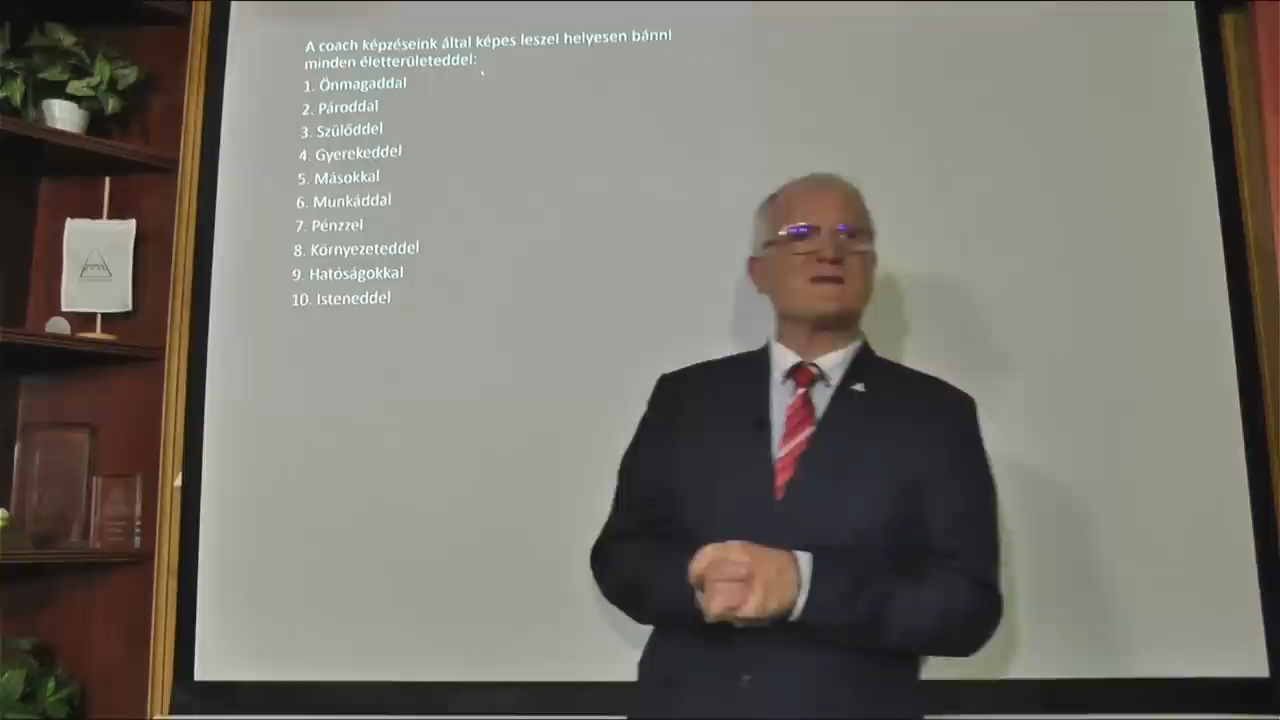 A coach képzéseink által képes leszel helyesen bánni
minden életterületeddel:
1. Önmagaddal
2. Pároddal
3. Szülőddel
4. Gyerekeddel
5. Másokkal
6. Munkáddal
7. Pénzzel
8. Környezeteddel
9. Hatóságokkal
10. Isteneddel